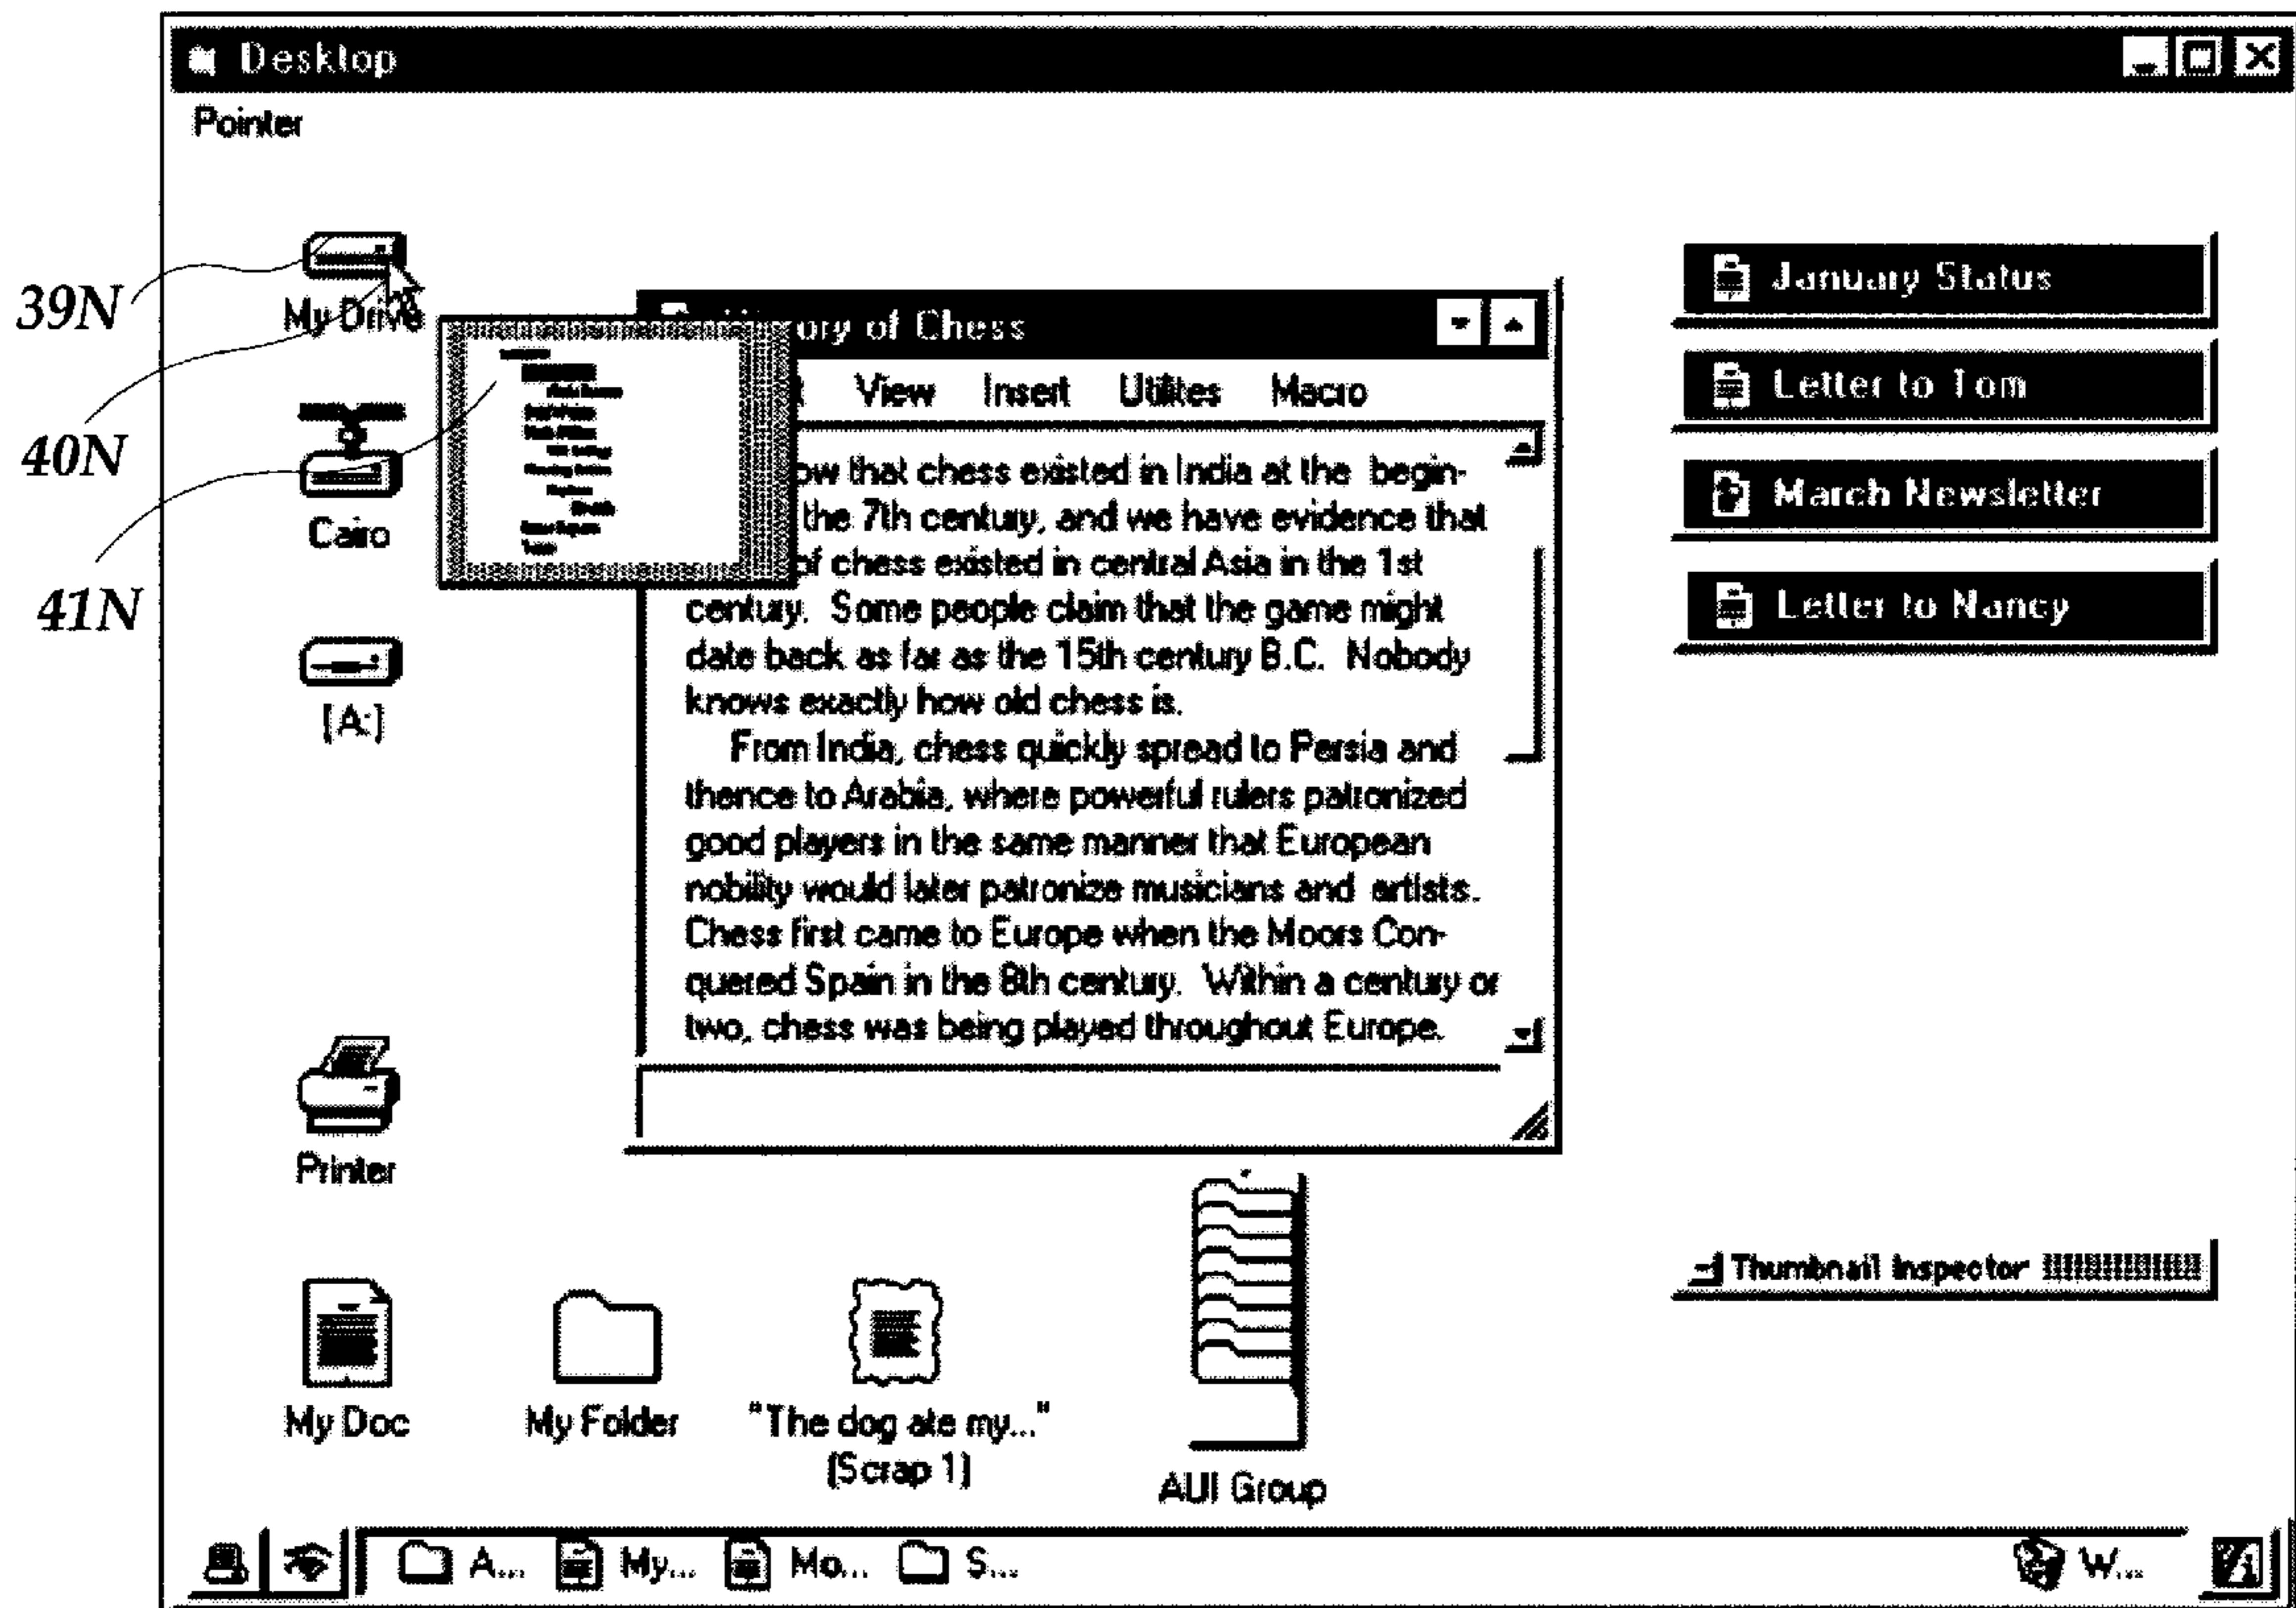 Desktop
Pointer
39N
My Drive
40N
Cairo
41N
[A:]
Printer
ory of Chess
View Insert Utilites Macro
ow that chess existed in India at the begin-
the 7th century, and we have evidence that
of chess existed in central Asia in the 1st
century. Some people claim that the game might
date back as far as the 15th century B.C. Nobody
knows exactly how old chess is.
From India, chess quickly spread to Persia and
thence to Arabia, where powerful rulers patronized
good players in the same manner that European
nobility would later patronize musicians and artists.
Chess first came to Europe when the Moors Con-
quered Spain in the 8th century. Within a century or
two, chess was being played throughout Europe.
January Status
Letter to Tom
March Newsletter
Letter to Nancy
Thumbnail Inspector
My Doc
My Folder
"The dog ate my..."
(Scrap 1)
AUI Group
A... My... Mo... S... W...